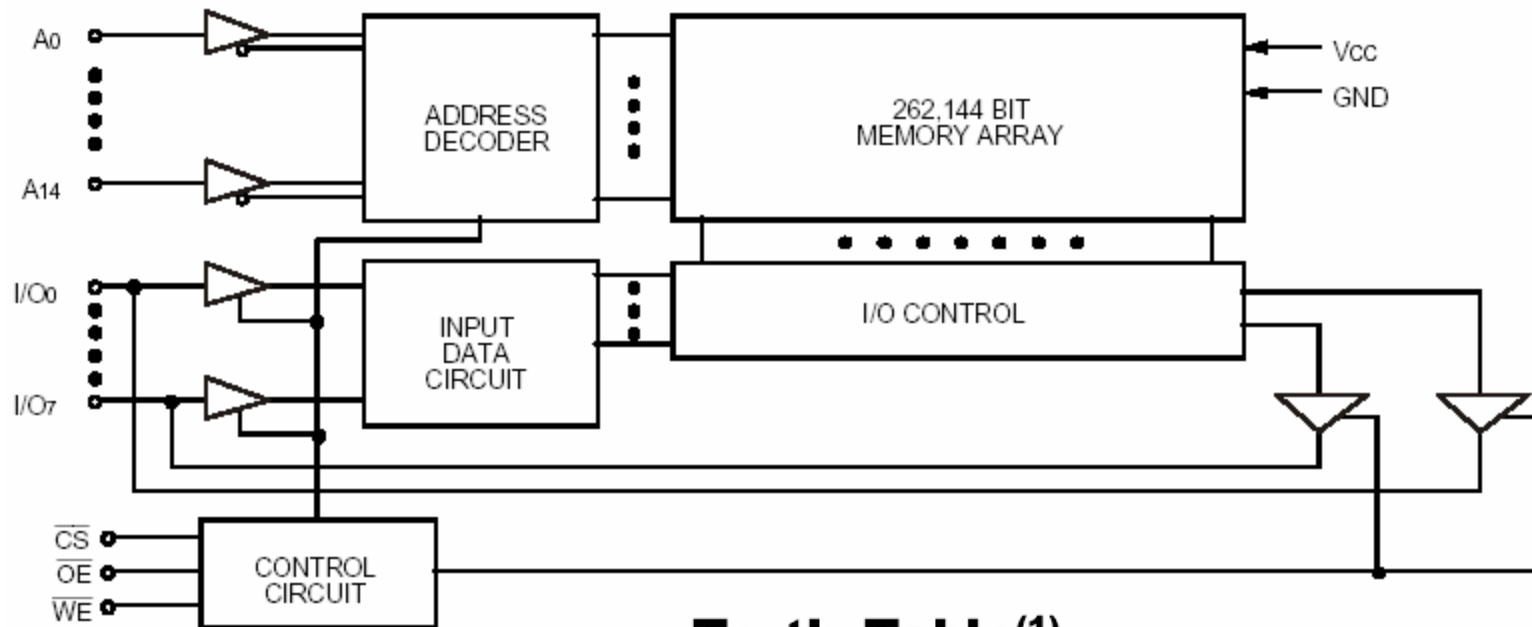 A0
A14
ADDRESS
DECODER
262,144 BIT
MEMORY ARRAY
Vcc
GND
I/O0
I/O7
INPUT
DATA
CIRCUIT
I/O CONTROL
CS
OE
WE
CONTROL
CIRCUIT
(1)